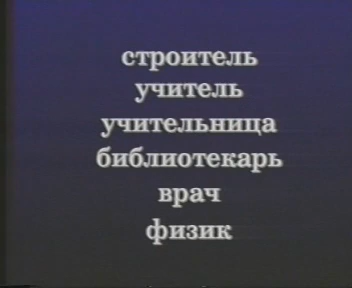 строитель
учитель
учительница
библиотекарь
врач
физик